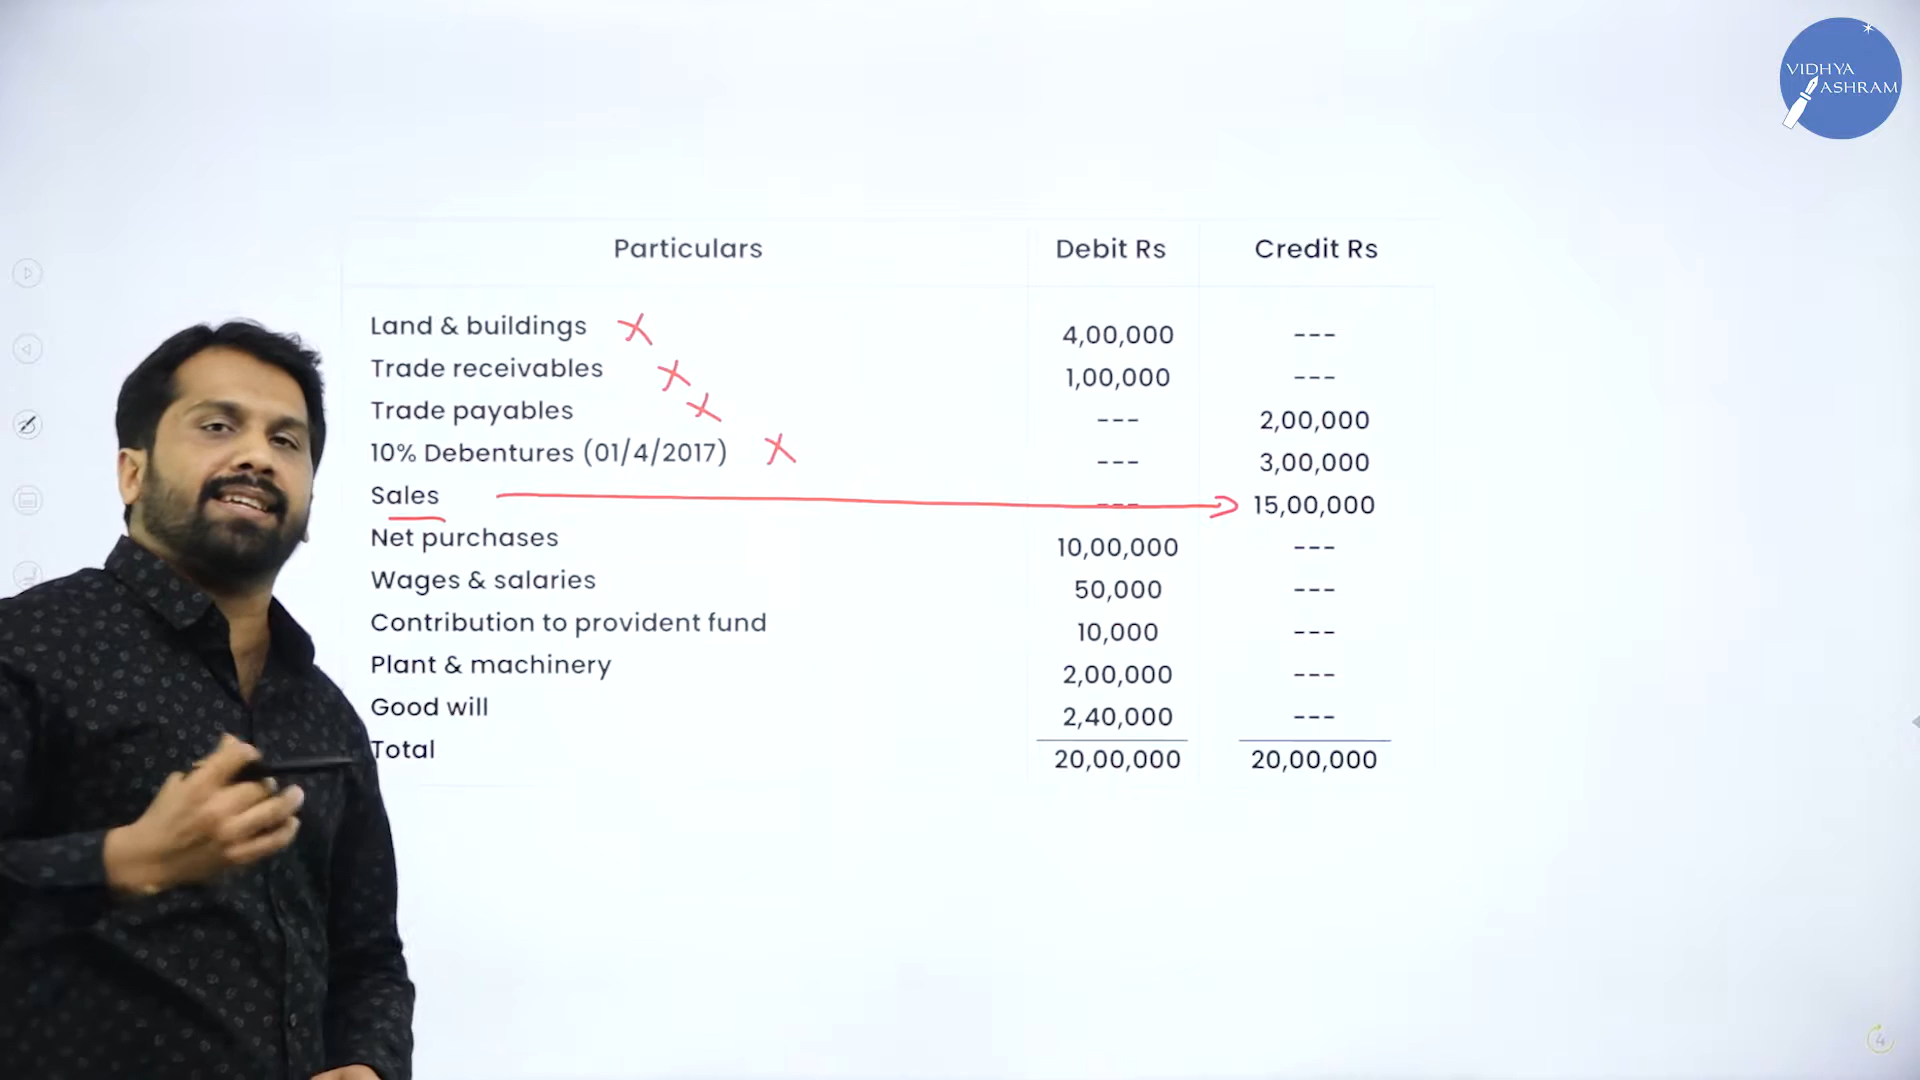 VIDHYA
ASHRAM
Particulars Debit Rs Credit Rs
Land & buildings 4,00,000 ---
Trade receivables 1,00,000 ---
Trade payables --- 2,00,000
10% Debentures (01/4/2017) --- 3,00,000
Sales --- 15,00,000
Net purchases 10,00,000 ---
Wages & salaries 50,000 ---
Contribution to provident fund 10,000 ---
Plant & machinery 2,00,000 ---
Good will 2,40,000 ---
Total 20,00,000 20,00,000
4